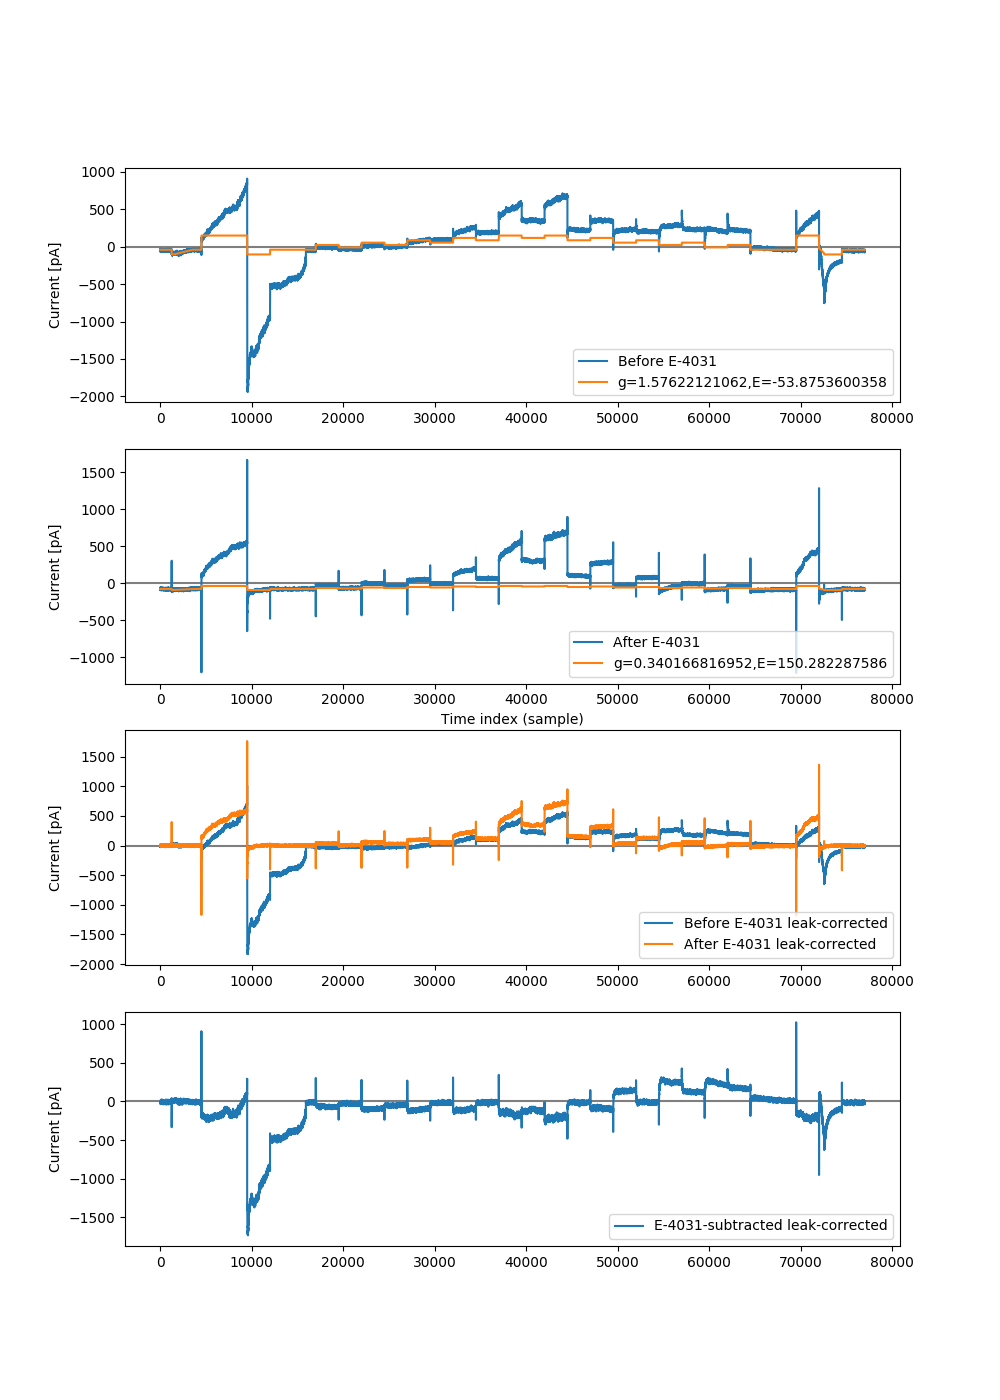 1000
500
0
−500
−1000
−1500
−2000
Current [pA]
Before E-4031
g=1.57622121062,E=-53.8753600358
0 10000 20000 30000 40000 50000 60000 70000 80000
1500
1000
500
0
−500
−1000
Current [pA]
After E-4031
g=0.340166816952,E=150.282287586
0 10000 20000 30000 40000 50000 60000 70000 80000
Time index (sample)
1500
1000
500
0
−500
−1000
−1500
−2000
Current [pA]
Before E-4031 leak-corrected
After E-4031 leak-corrected
0 10000 20000 30000 40000 50000 60000 70000 80000
1000
500
0
−500
−1000
−1500
Current [pA]
E-4031-subtracted leak-corrected
0 10000 20000 30000 40000 50000 60000 70000 80000